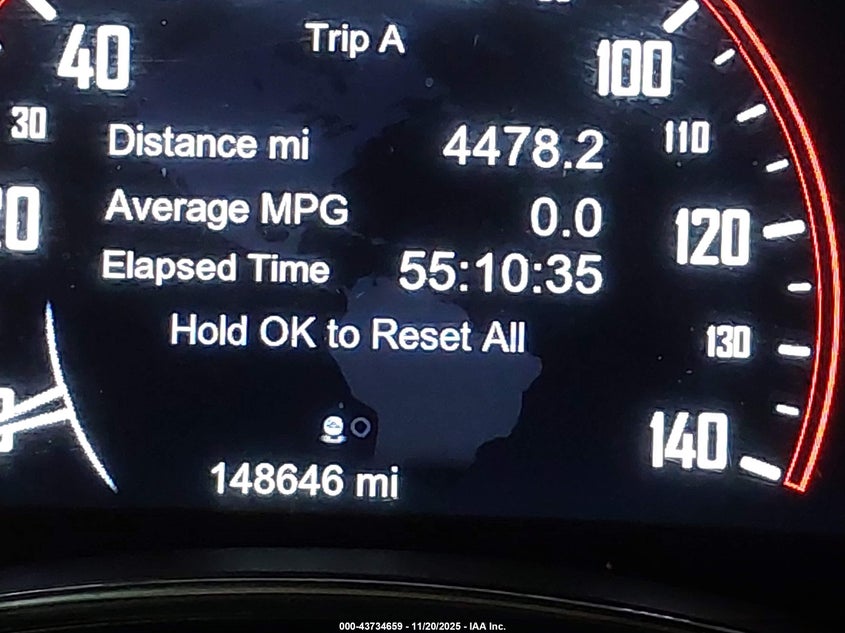 Trip A
40
100
30
Distance mi 4478.2
110
Average MPG 0.0
120
Elapsed Time 55:10:35
Hold OK to Reset All
130
140
148646 mi
000-43734659 - 11/20/2025 - IAA Inc.